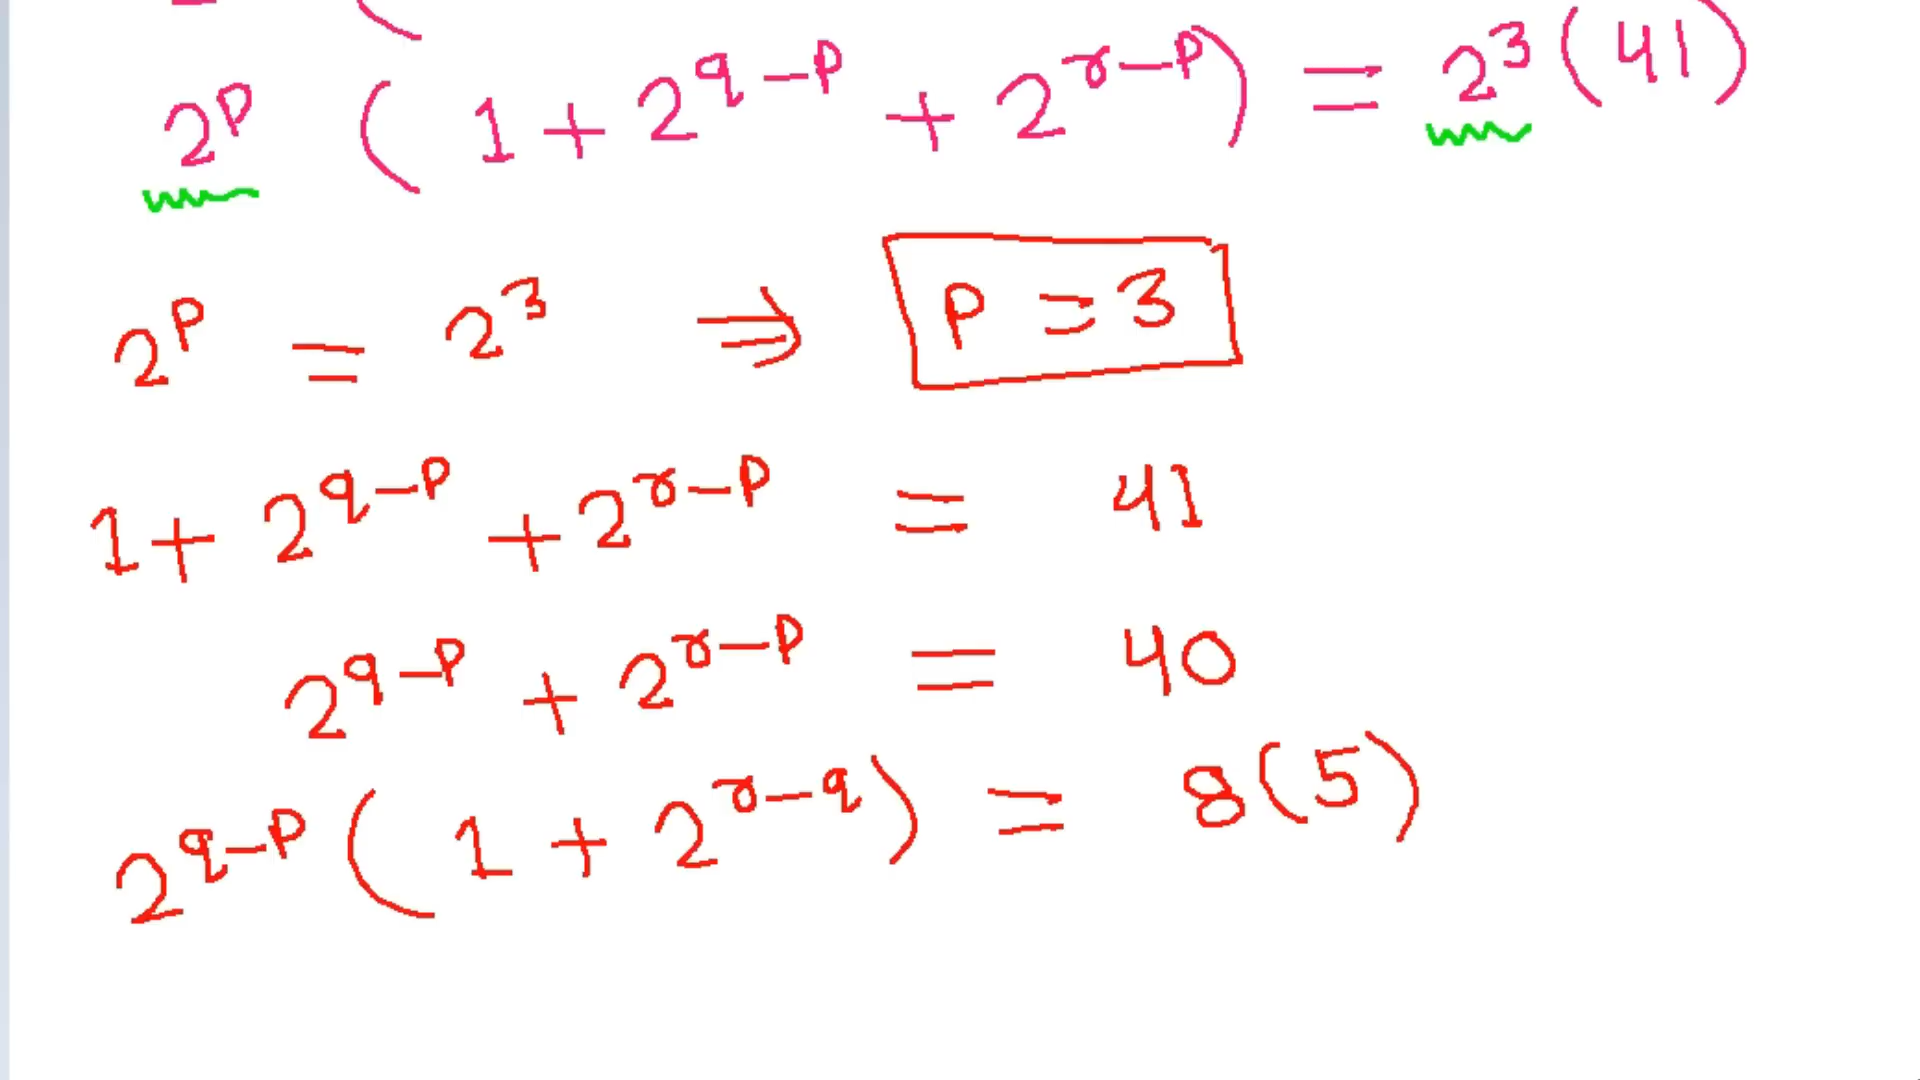 2^p ( 1 + 2^{q-p} + 2^{r-p} ) = 2^3 ( 41 )
2^p = 2^3 ⇒ P = 3
1 + 2^{q-p} + 2^{r-p} = 41
2^{q-p} + 2^{r-p} = 40
2^{q-p} ( 1 + 2^{r-q} ) = 8 ( 5 )